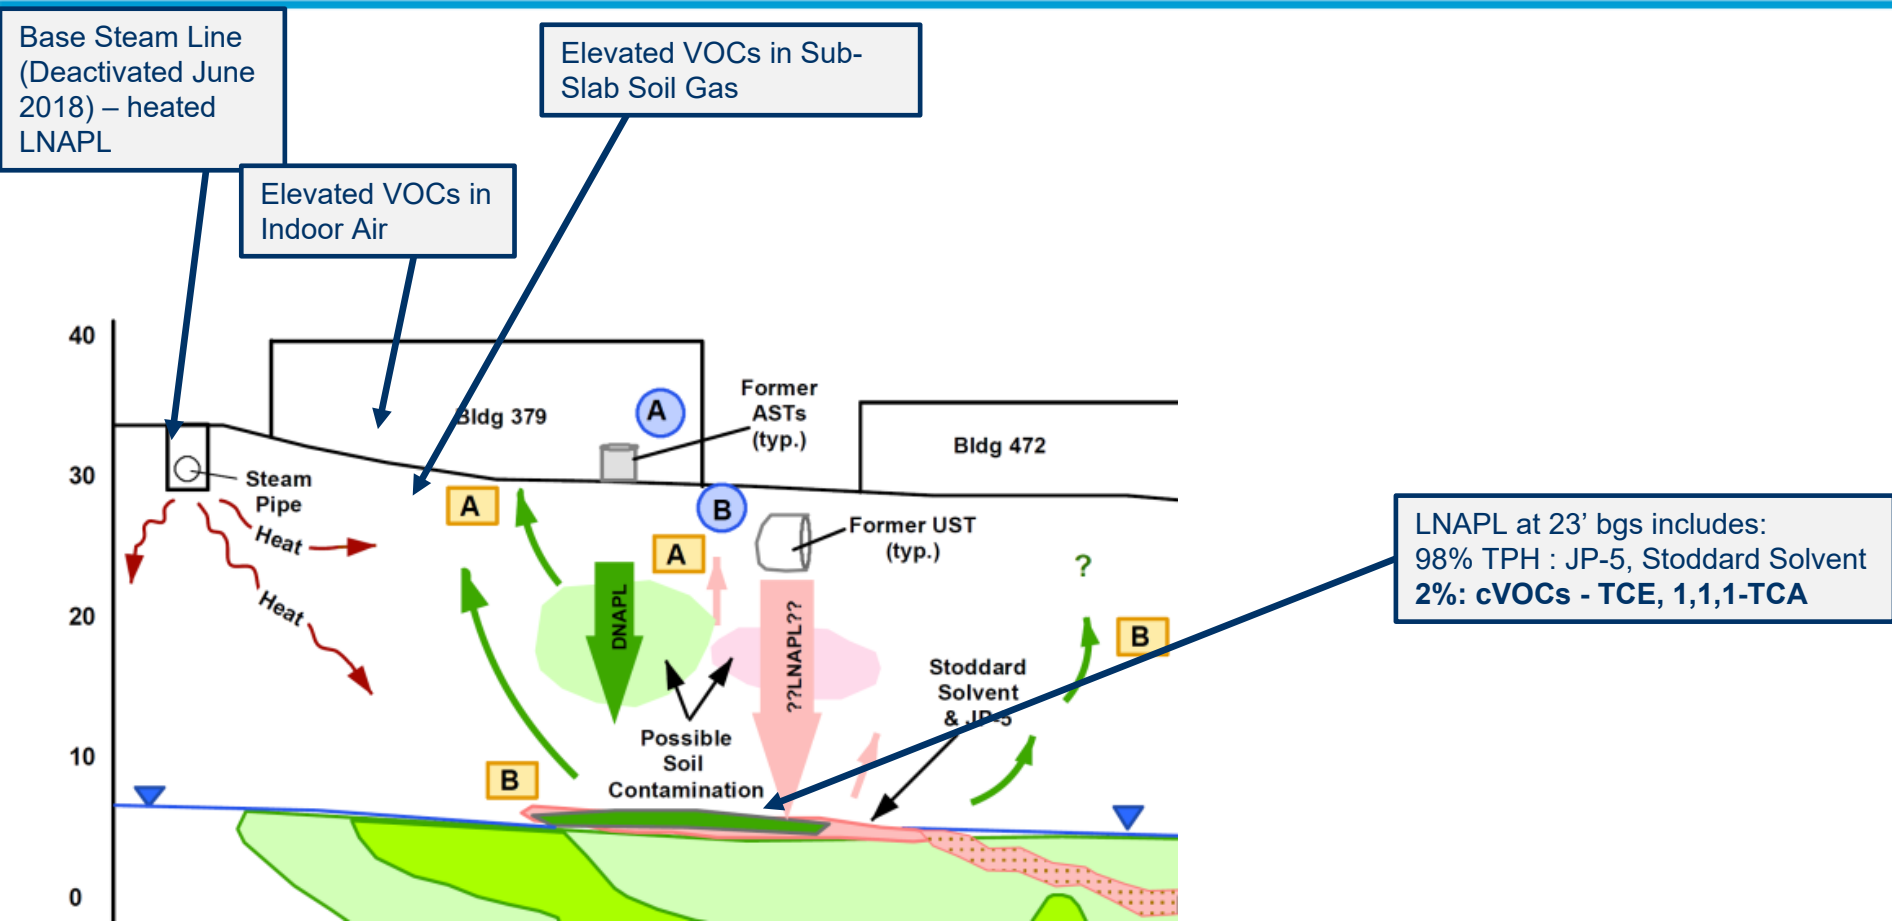 Base Steam Line
(Deactivated June
2018) – heated
LNAPL
Elevated VOCs in Sub-
Slab Soil Gas
Elevated VOCs in
Indoor Air
40
Former
ASTs
(typ.)
A
Bldg 379
Bldg 472
30
Steam
Pipe
A
B
Former UST
(typ.)
LNAPL at 23’ bgs includes:
98% TPH : JP-5, Stoddard Solvent
2%: cVOCs - TCE, 1,1,1-TCA
Heat
A
?
Heat
20
DNAPL
??LNAPL??
B
Stoddard
Solvent
& JP-5
10
Possible
Soil
Contamination
B
0